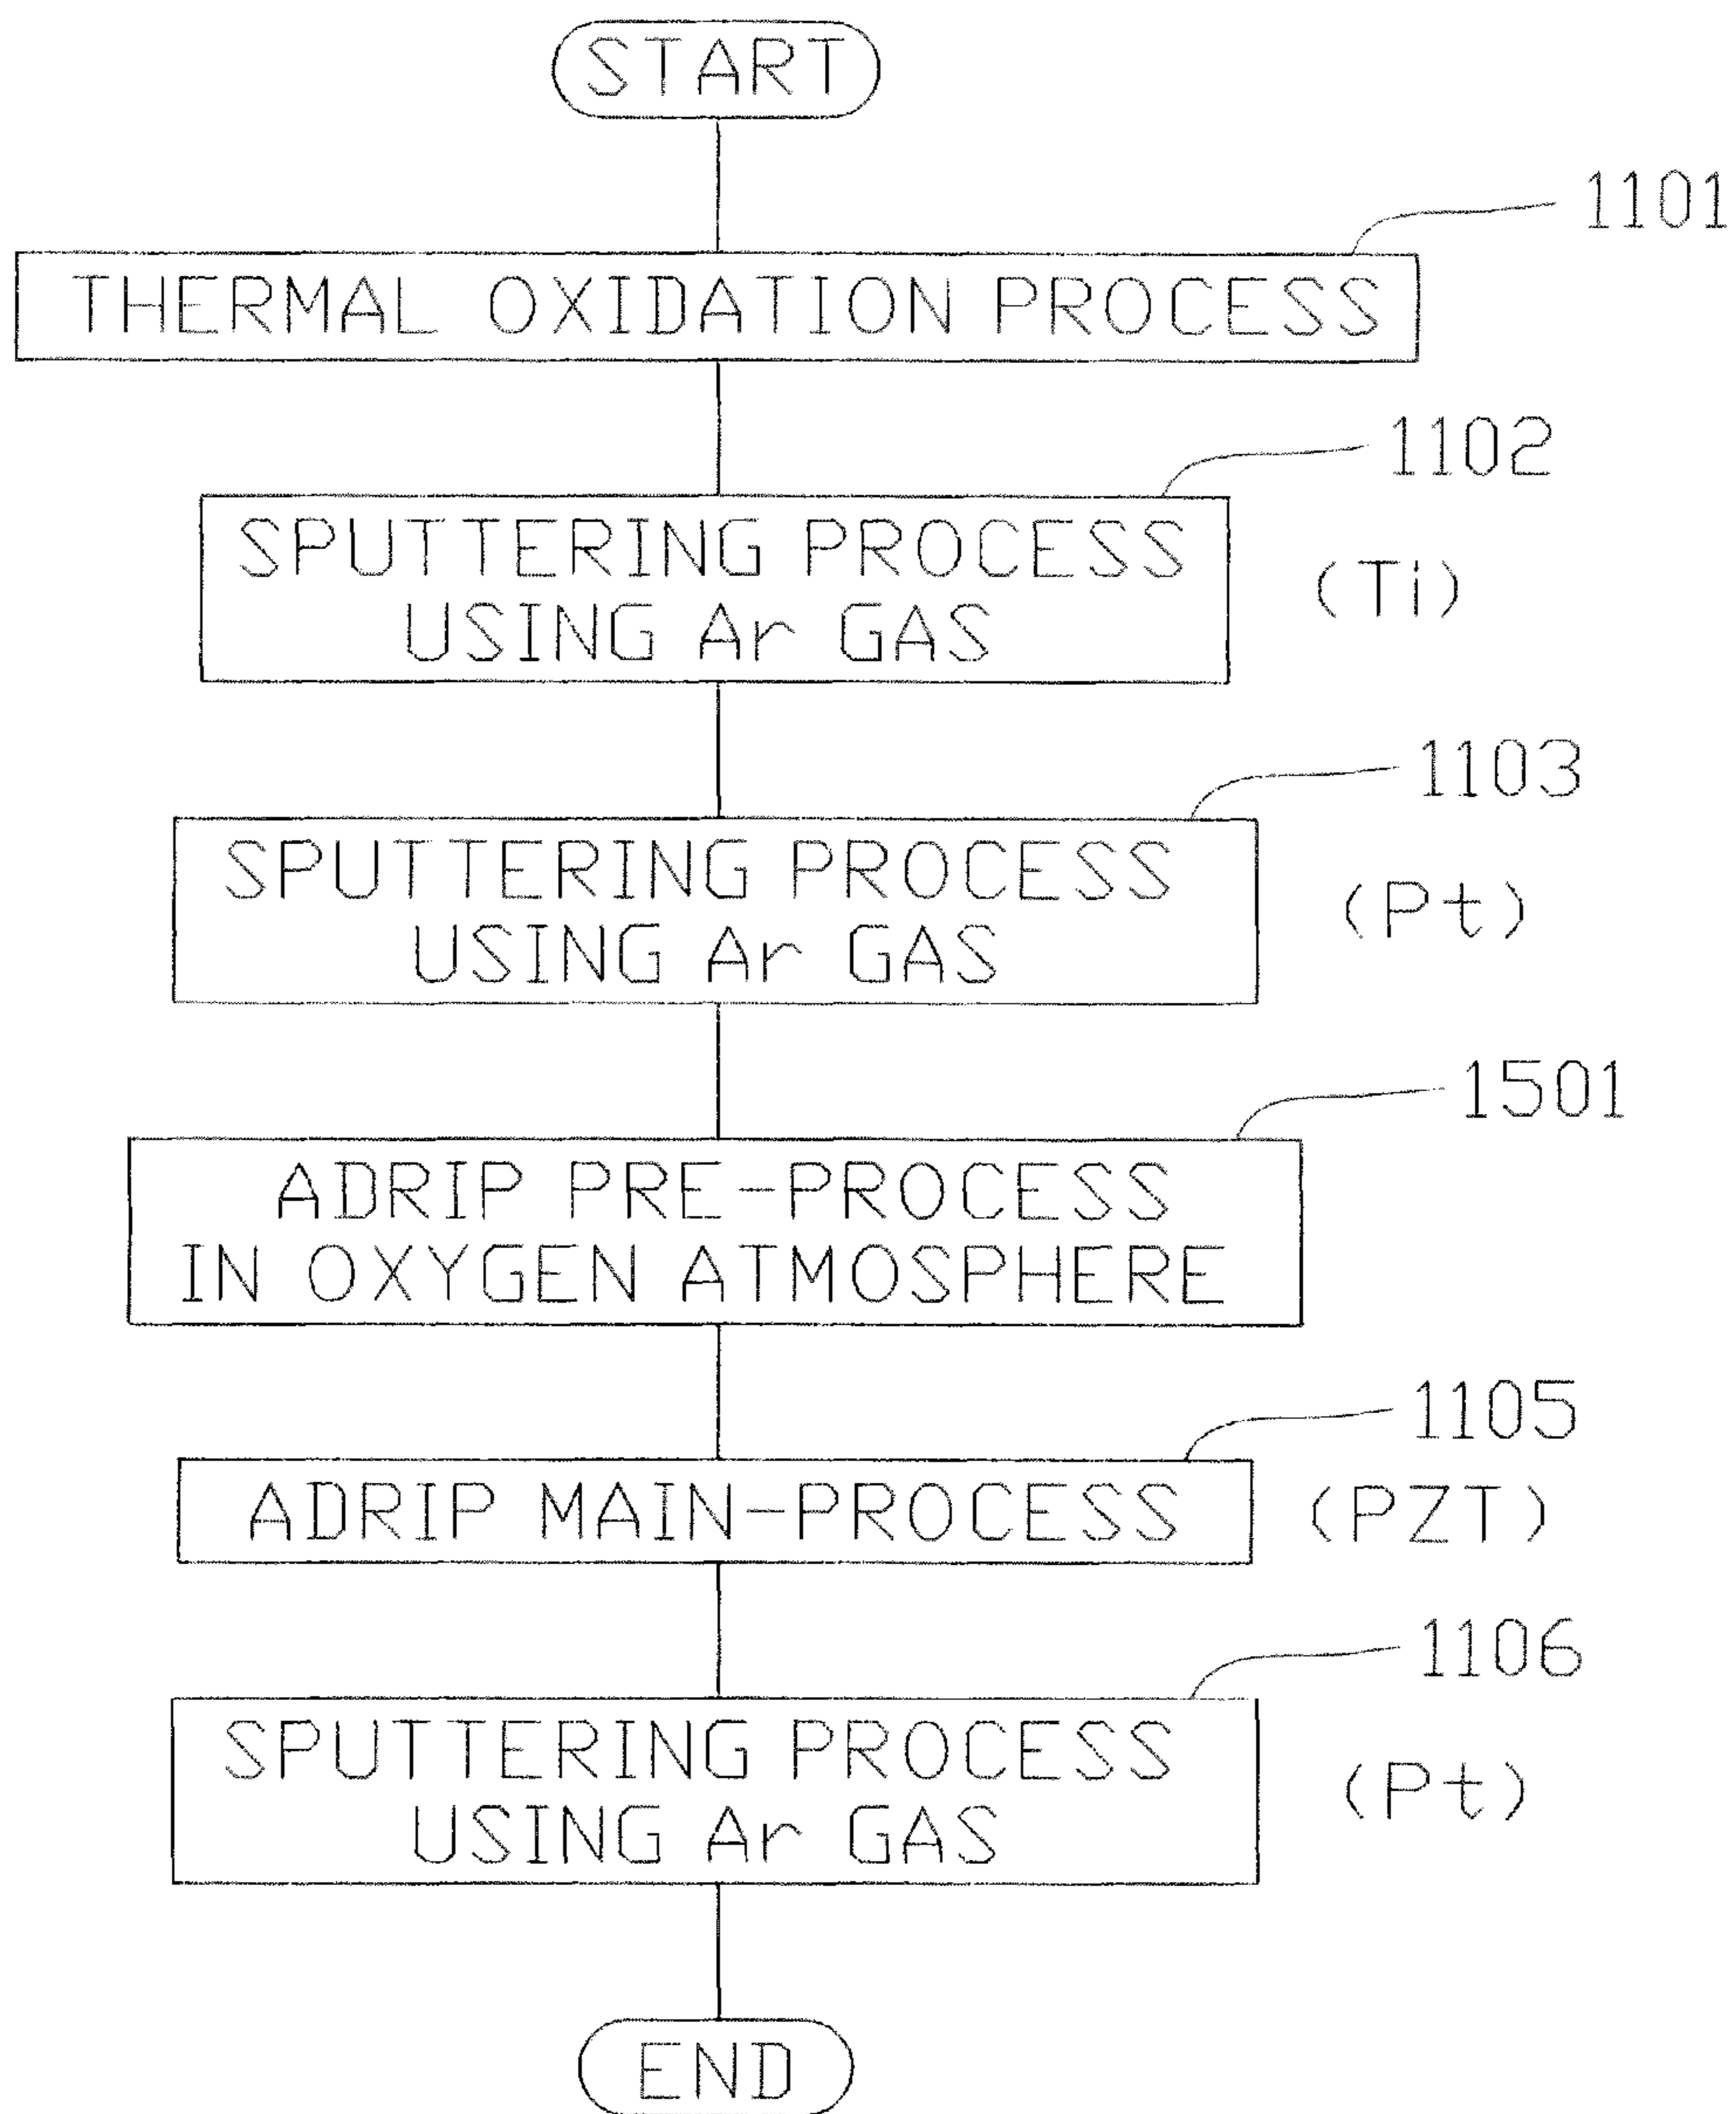 START
1101
THERMAL OXIDATION PROCESS
1102
SPUTTERING PROCESS
USING Ar GAS
(Ti)
1103
SPUTTERING PROCESS
USING Ar GAS
(Pt)
1501
ADRIP PRE-PROCESS
IN OXYGEN ATMOSPHERE
1105
ADRIP MAIN-PROCESS
(PZT)
1106
SPUTTERING PROCESS
USING Ar GAS
(Pt)
END